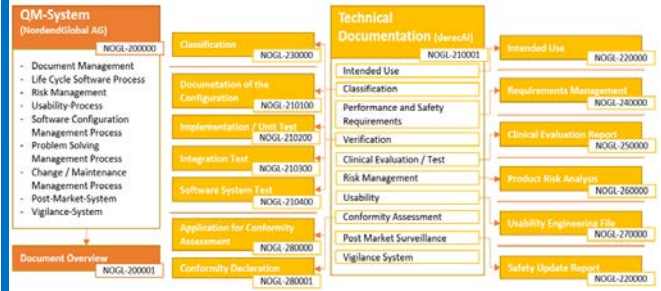 QM-System
(NordendGlobal AG)
NOGL-200000
- Document Management
- Life Cycle Software Process
- Risk Management
- Usability-Process
- Software Configuration
Management Process
- Problem Solving
Management Process
- Change / Maintenance
Management Process
- Post-Market-System
- Vigilance-System
Document Overview
NOGL-200001
Classification
NOGL-230000
Documetation of the
Configuration
NOGL-210100
Implementation / Unit Test
NOGL-210200
Integration Test
NOGL-210300
Software System Test
NOGL-210400
Application for Conformity
Assessment
NOGL-280000
Conformity Decleration
NOGL-280001
Technical
Documentation (derecAI)
NOGL-210001
Intended Use
Classification
Performance and Safety
Requirements
Verification
Clinical Evaluation / Test
Risk Management
Usability
Conformity Assessment
Post Market Surveillance
Vigilance System
Intended Use
NOGL-220000
Requirements Management
NOGL-240000
Clinical Evaluation Report
NOGL-250000
Product Risk Analysis
NOGL-260000
Usability Engineering File
NOGL-270000
Safety Update Report
NOGL-220000